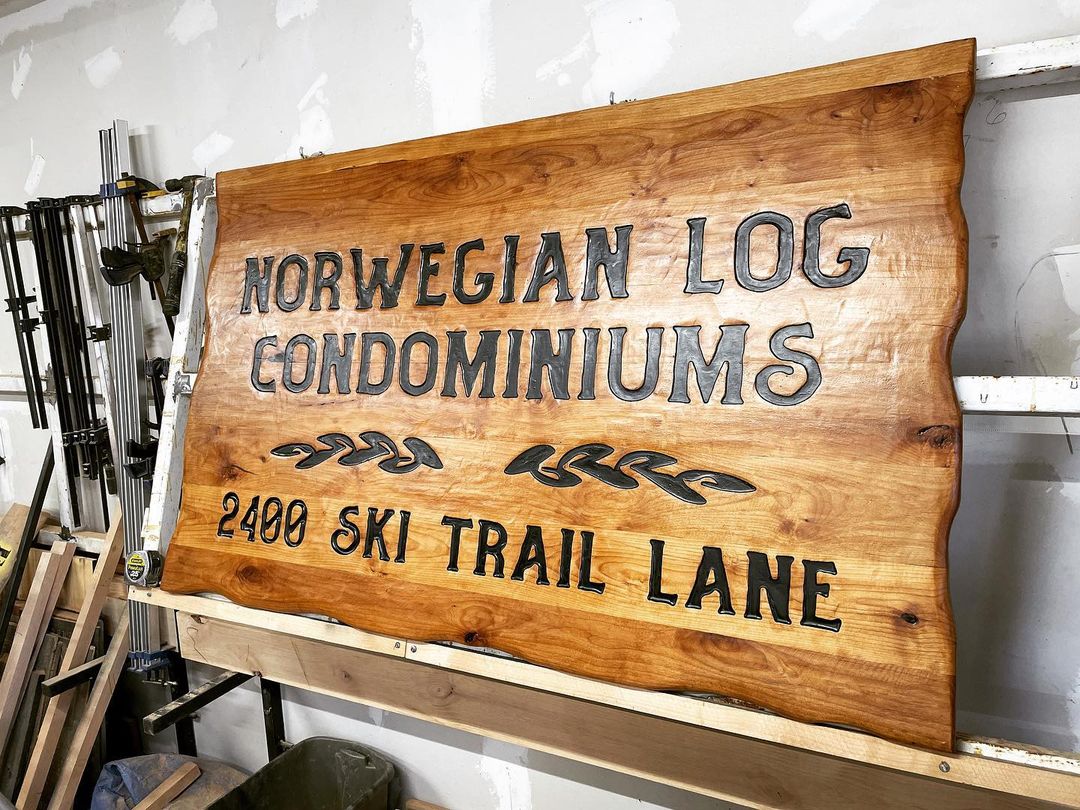 NORWEGIAN LOG
CONDOMINIUMS
2400 SKI TRAIL LANE